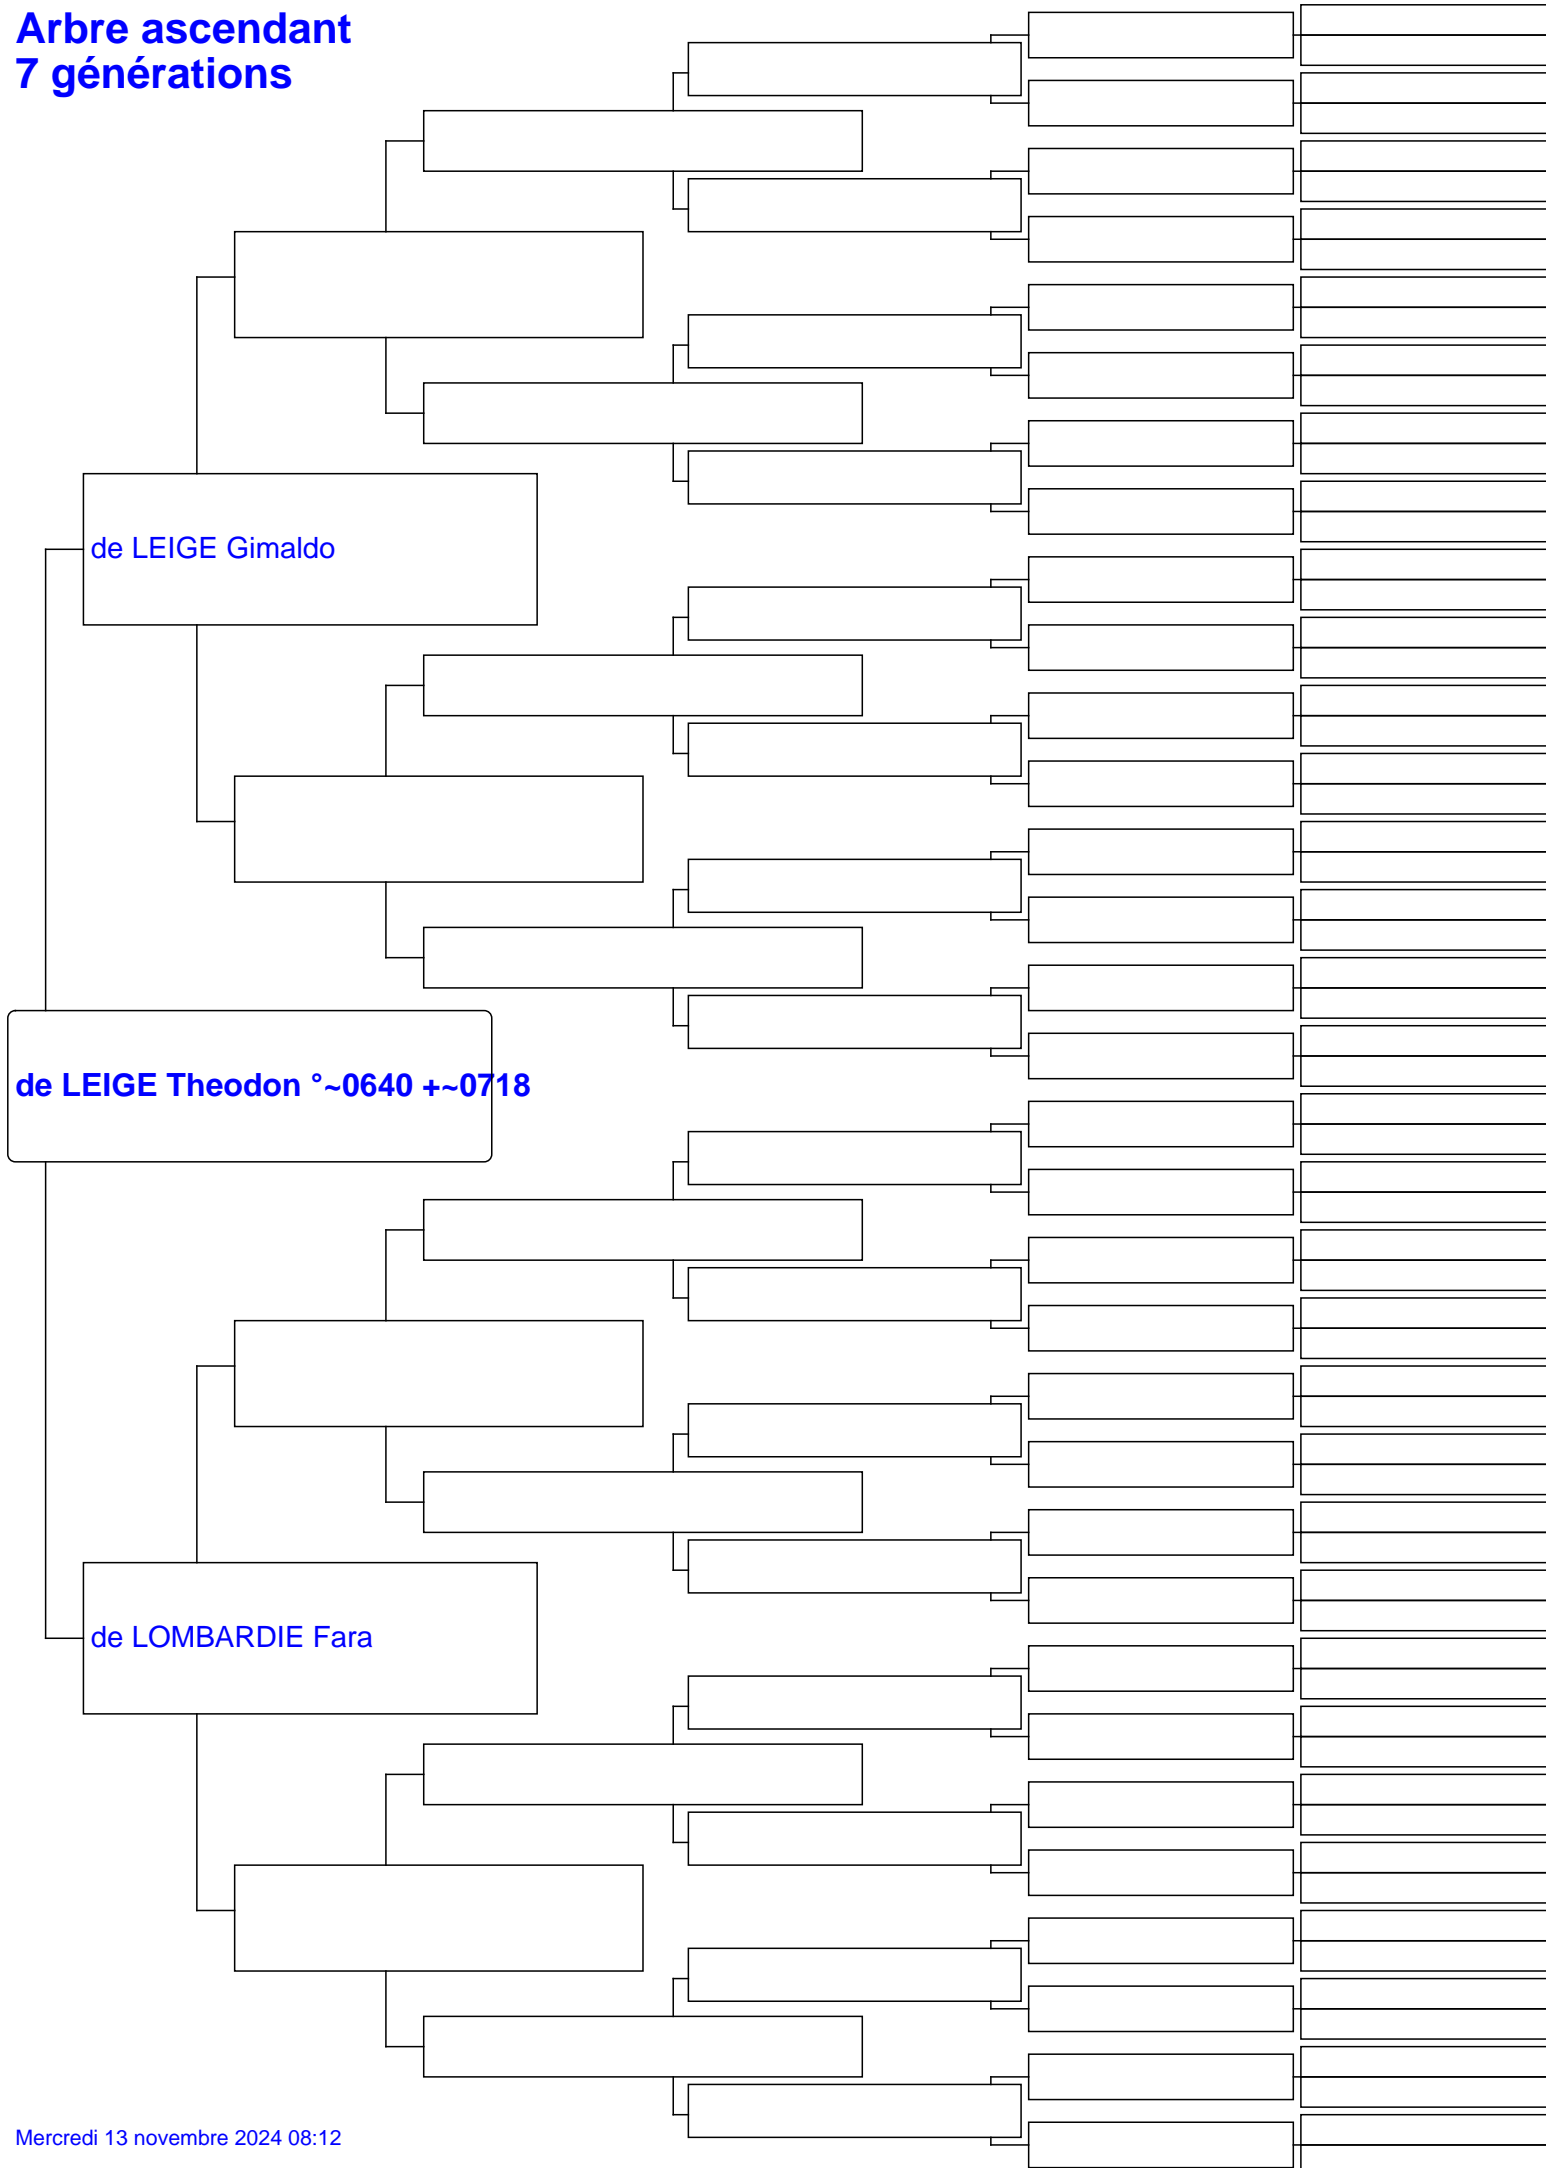 Arbre ascendant
7 générations
de LEIGE Gimaldo
de LEIGE Theodon °~0640 +~0718
de LOMBARDIE Fara
Mercredi 13 novembre 2024 08:12